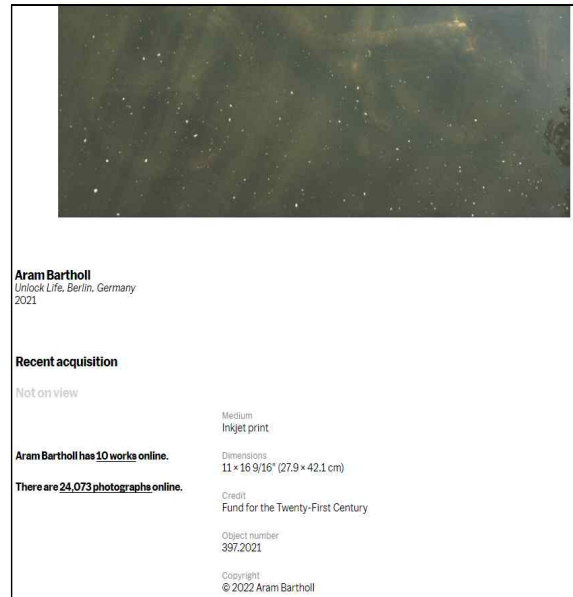 Aram Bartholl
Unlock Life, Berlin, Germany
2021
Recent acquisition
Not on view
Medium
Inkjet print
Aram Bartholl has 10 works online.
Dimensions
11 × 16 9/16" (27.9 × 42.1 cm)
There are 24,073 photographs online.
Credit
Fund for the Twenty-First Century
Object number
397.2021
Copyright
© 2022 Aram Bartholl